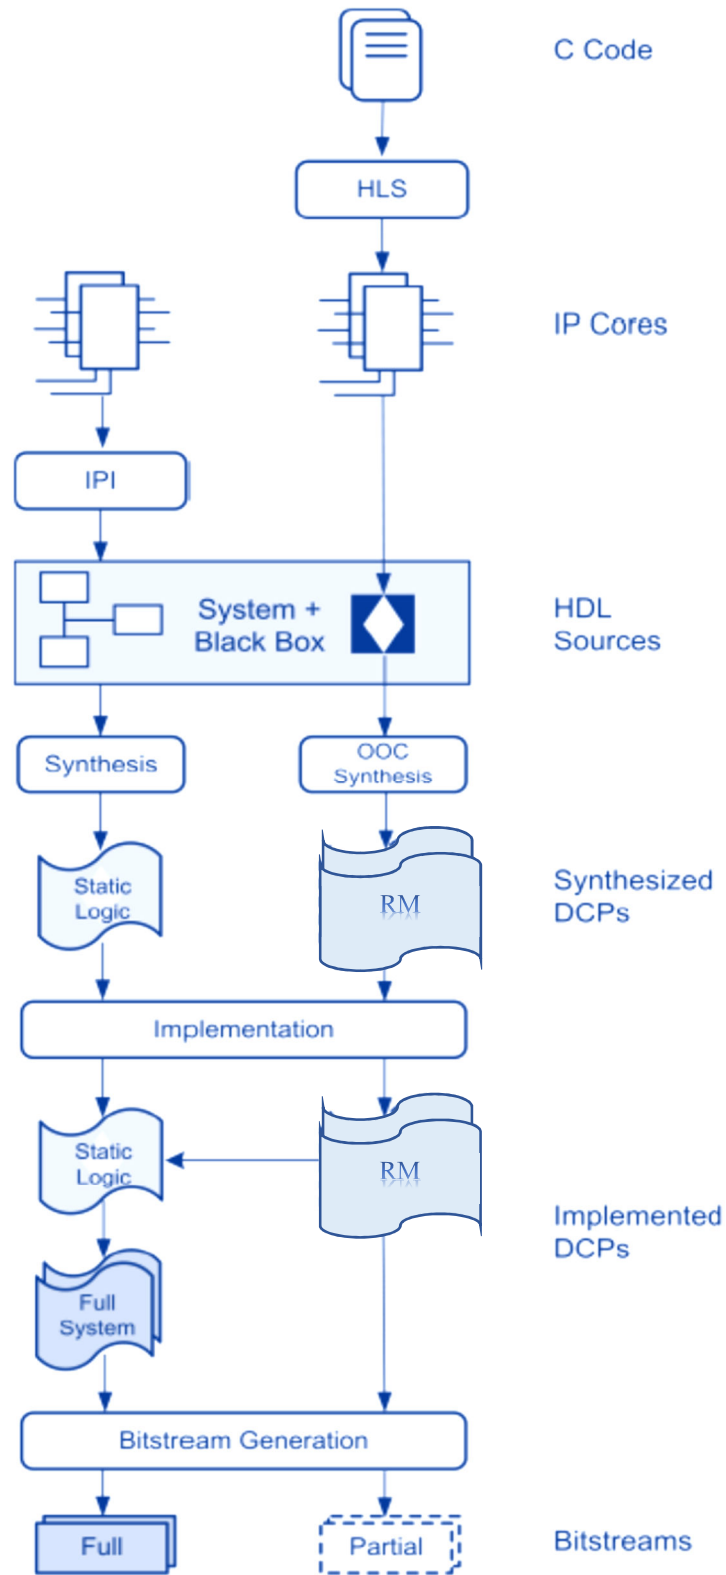 C Code
HLS
IP Cores
IPI
System +
Black Box
HDL
Sources
Synthesis
OOC
Synthesis
Static
Logic
RM
Synthesized
DCPs
Implementation
Static
Logic
RM
Implemented
DCPs
Full
System
Bitstream Generation
Full
Partial
Bitstreams